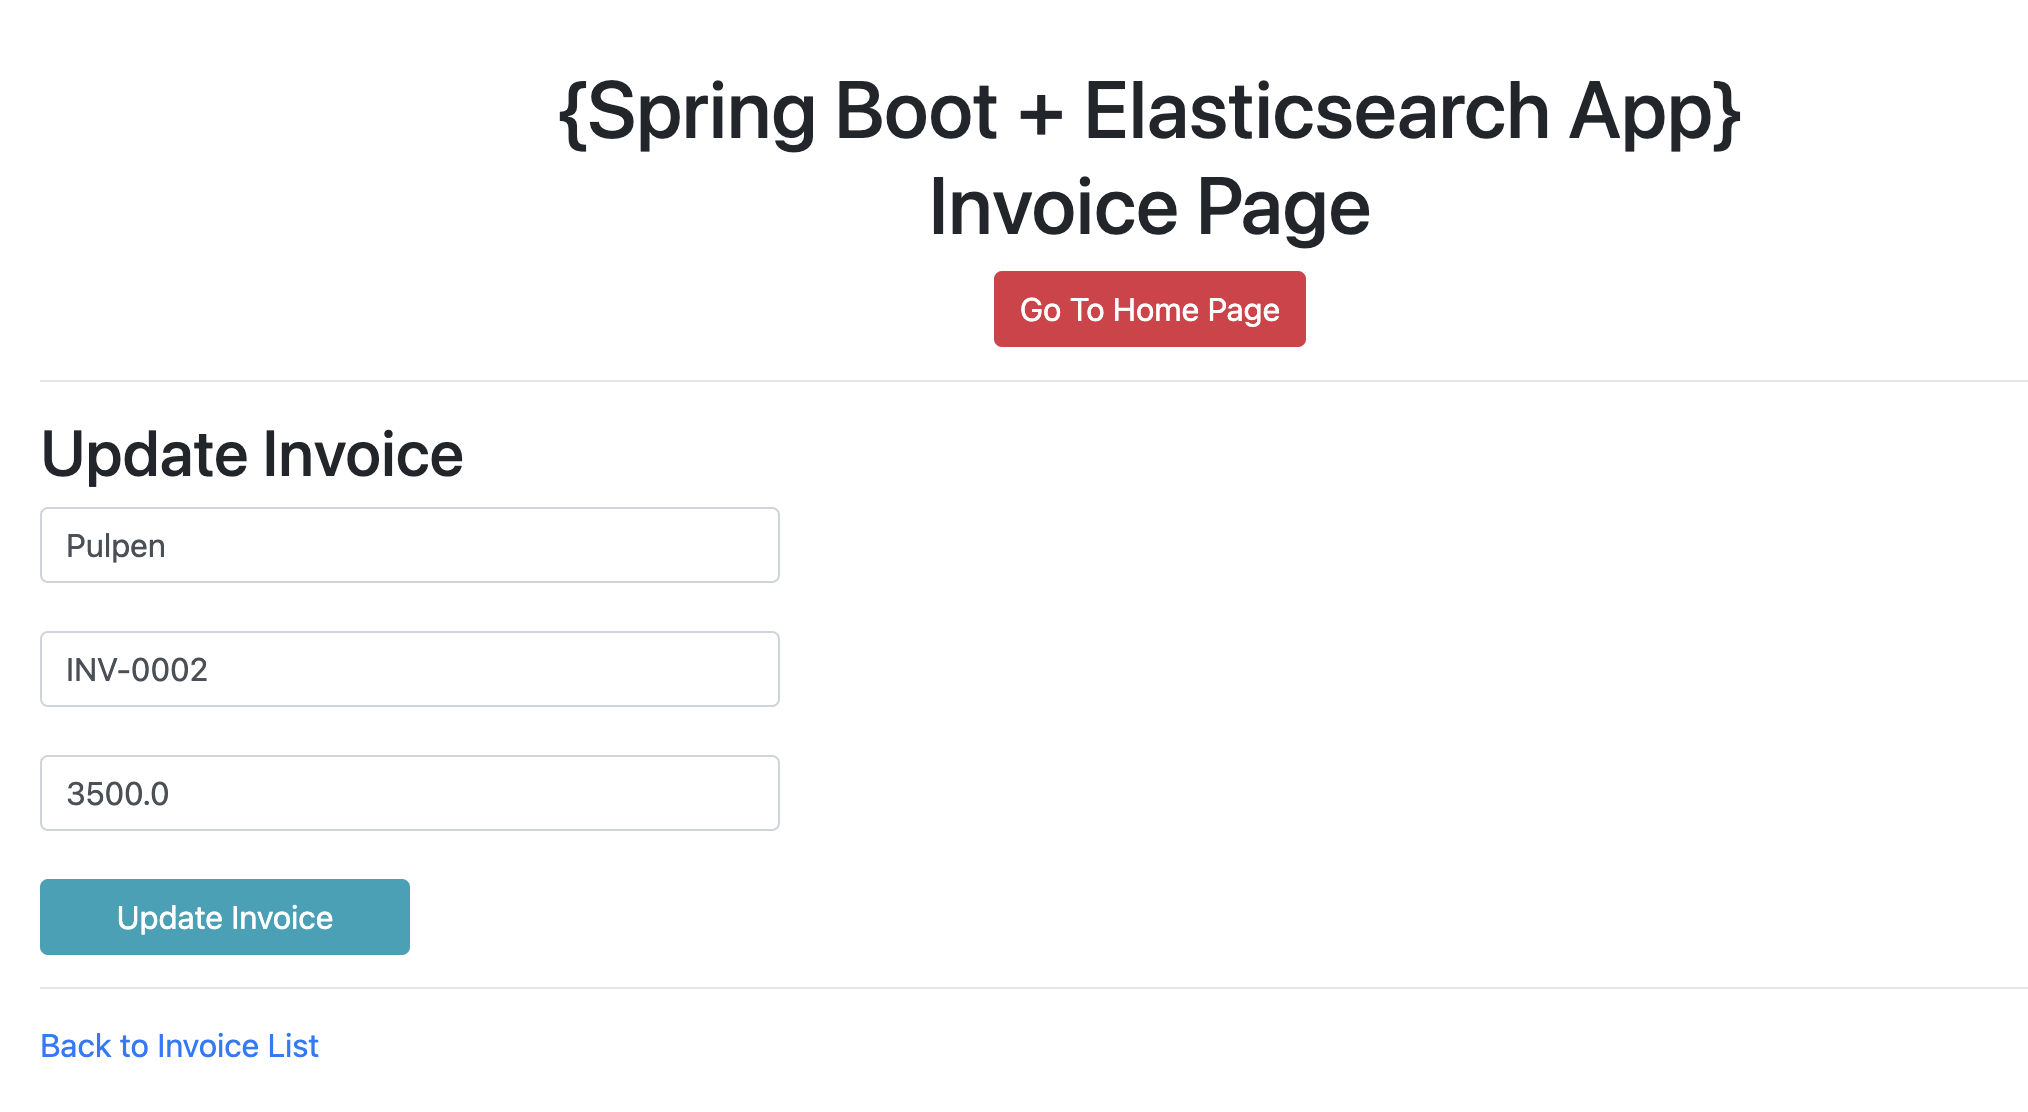 {Spring Boot + Elasticsearch App}
Invoice Page
Go To Home Page
Update Invoice
Pulpen
INV-0002
3500.0
Update Invoice
Back to Invoice List